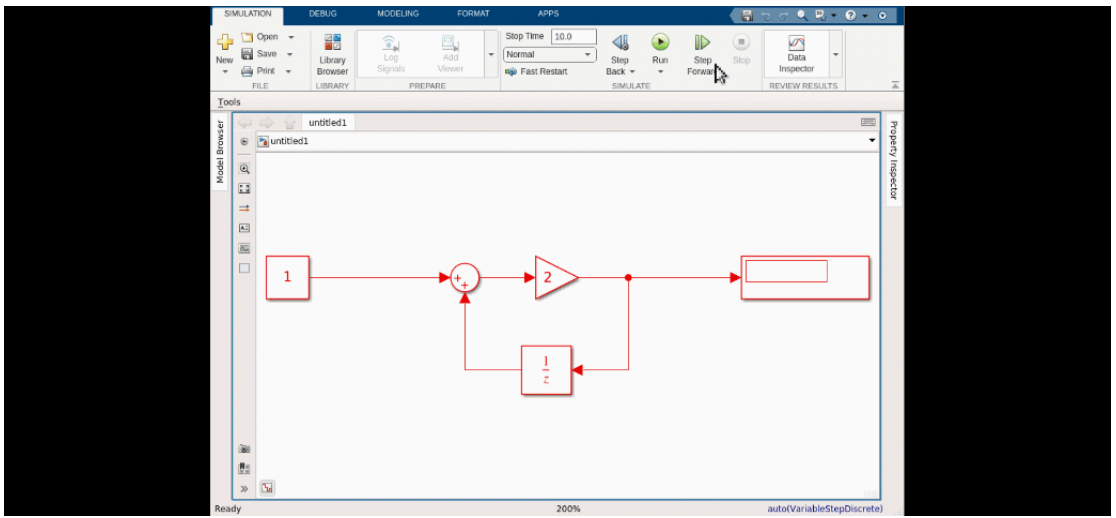 SIMULATION DEBUG MODELING FORMAT APPS
New
Open
Save
Print
FILE
Library
Browser
LIBRARY
Log
Signals
Add
Viewer
PREPARE
Stop Time 10.0
Normal
Fast Restart
Step
Back
Run
Step
Forward
Stop
SIMULATE
Data
Inspector
REVIEW RESULTS
Tools
Model Browser
untitled1
untitled1
Property Inspector
1
+
+
2
1
z
Ready 200% auto(VariableStepDiscrete)